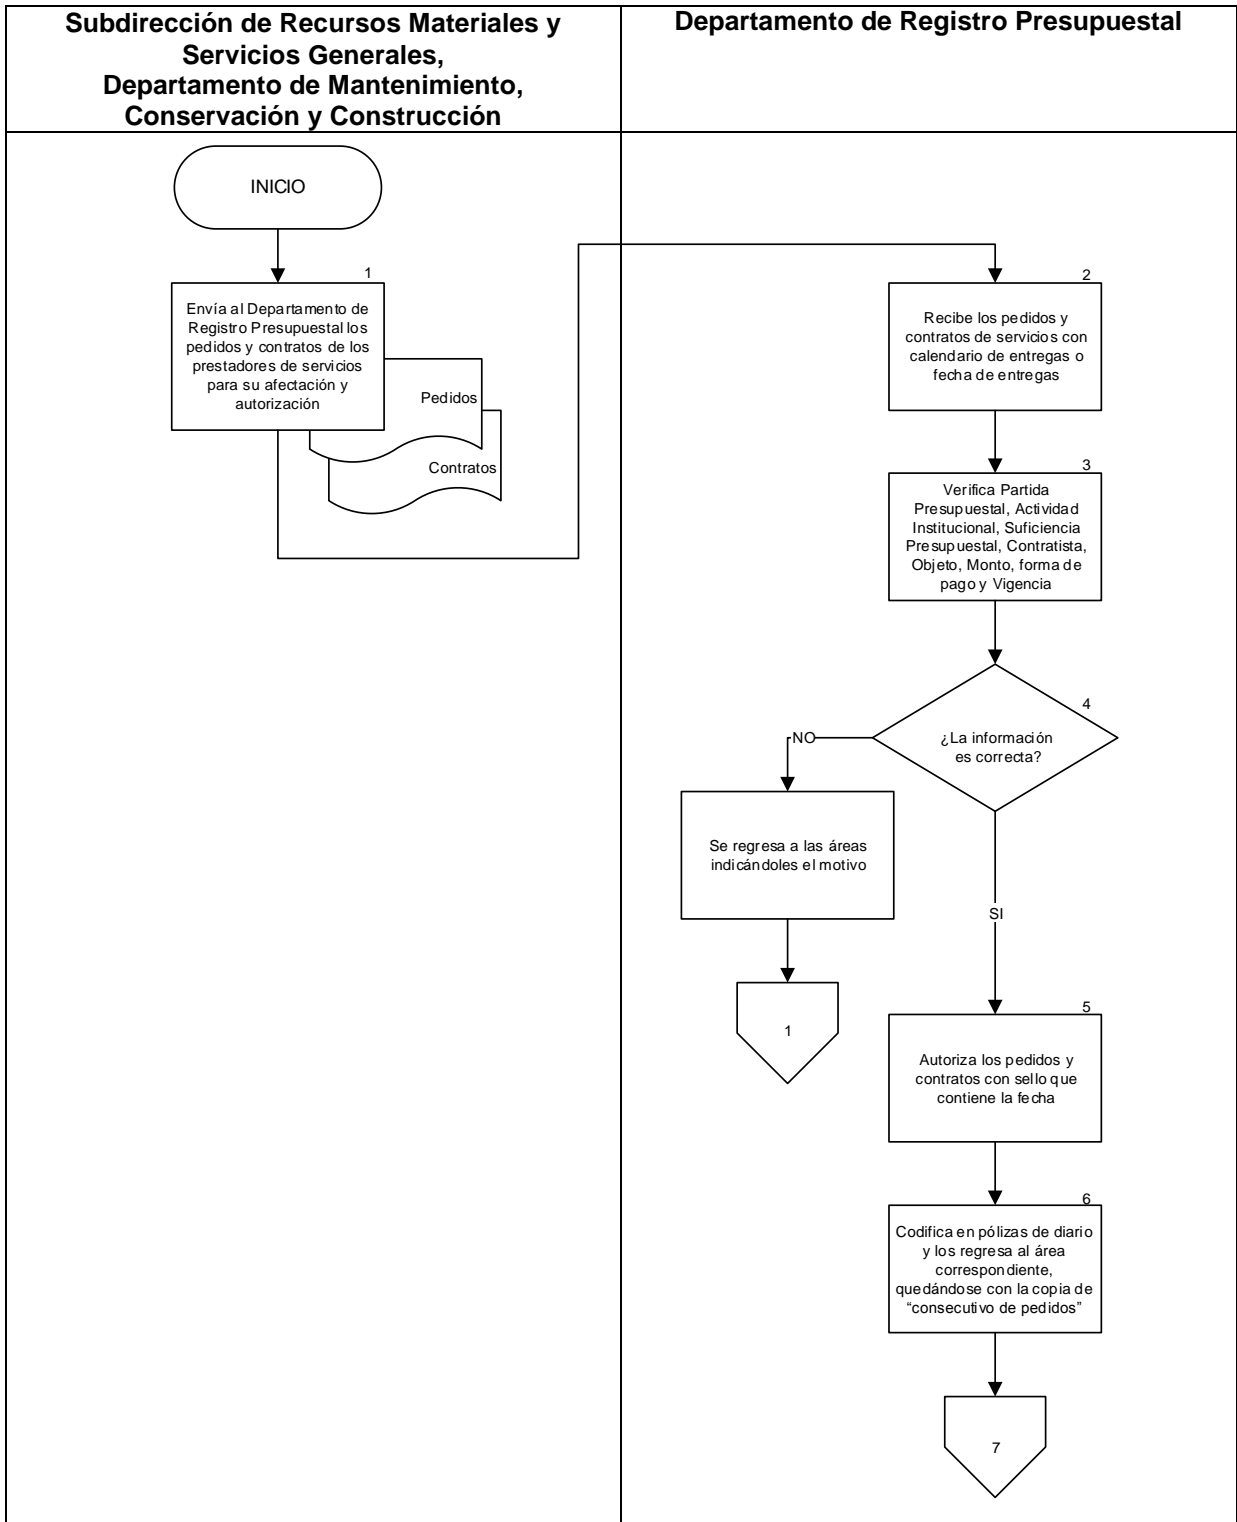 Subdirección de Recursos Materiales y
Servicios Generales,
Departamento de Mantenimiento,
Conservación y Construcción
Departamento de Registro Presupuestal
INICIO
1
Envía al Departamento de
Registro Presupuestal los
pedidos y contratos de los
prestadores de servicios
para su afectación y
autorización
Pedidos
Contratos
2
Recibe los pedidos y
contratos de servicios con
calendario de entregas o
fecha de entregas
3
Verifica Partida
Presupuestal, Actividad
Institucional, Suficiencia
Presupuestal, Contratista,
Objeto, Monto, forma de
pago y Vigencia
4
¿La información
es correcta?
NO
Se regresa a las áreas
indicándoles el motivo
1
SI
5
Autoriza los pedidos y
contratos con sello que
contiene la fecha
6
Codifica en pólizas de diario
y los regresa al área
correspondiente,
quedándose con la copia de
“consecutivo de pedidos”
7